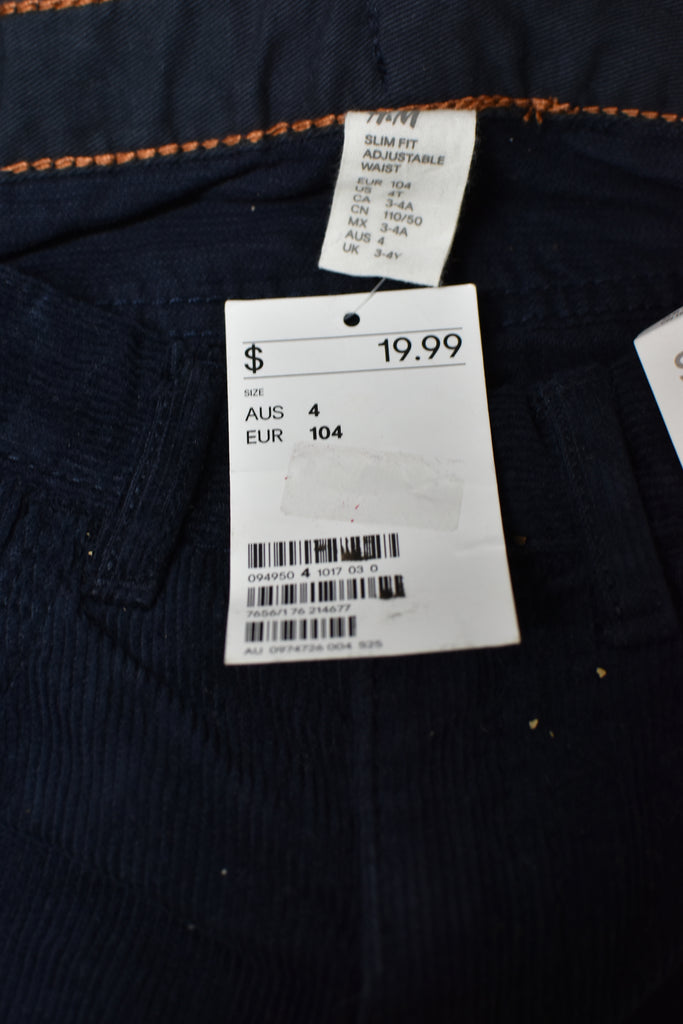 H&M
SLIM FIT
ADJUSTABLE
WAIST
EUR 104
US 4T
CA 3-4A
CN 110/50
MX 3-4A
AUS 4
UK 3-4Y
$ 19.99
SIZE
AUS 4
EUR 104
094950 4 1017 03 0
7656/1 76 214677
AU 0974726 004 S25